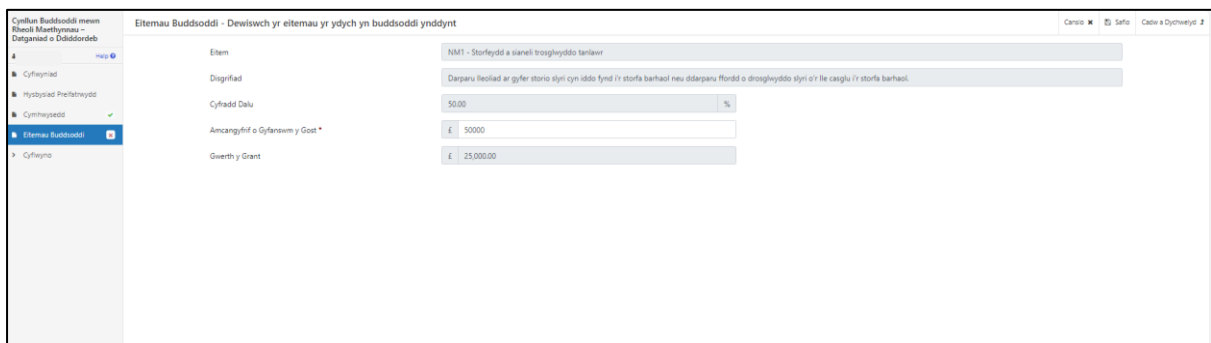 Cynllun Buddsoddi mewn
Rheoli Maethynnau –
Datganiad o Ddiddordeb
Help
Cyflwyniad
Hysbysiad Preifatrwydd
Cymhwysedd
Eitemau Buddsoddi
Cyflwyno
Eitemau Buddsoddi - Dewiswch yr eitemau yr ydych yn buddsoddi ynddynt
Canslo
Safio
Cadw a Dychwelyd
Eitem
NM1 - Storfeydd a sianeli trosglwyddo tanlawr
Disgrifiad
Darparu lleoliad ar gyfer storio slyri cyn iddo fynd i'r storfa barhaol neu ddarparu ffordd o drosglwyddo slyri o'r lle casglu i'r storfa barhaol.
Cyfradd Dalu
50.00 %
Amcangyfrif o Gyfanswm y Gost *
£ 50000
Gwerth y Grant
£ 25,000.00